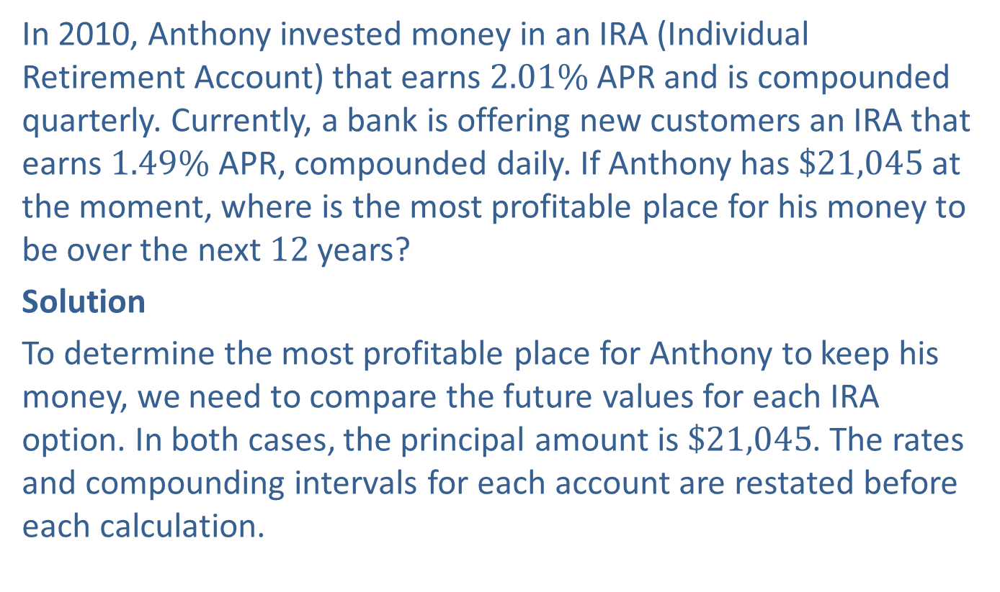 In 2010, Anthony invested money in an IRA (Individual
Retirement Account) that earns 2.01% APR and is compounded
quarterly. Currently, a bank is offering new customers an IRA that
earns 1.49% APR, compounded daily. If Anthony has $21,045 at
the moment, where is the most profitable place for his money to
be over the next 12 years?
Solution
To determine the most profitable place for Anthony to keep his
money, we need to compare the future values for each IRA
option. In both cases, the principal amount is $21,045. The rates
and compounding intervals for each account are restated before
each calculation.